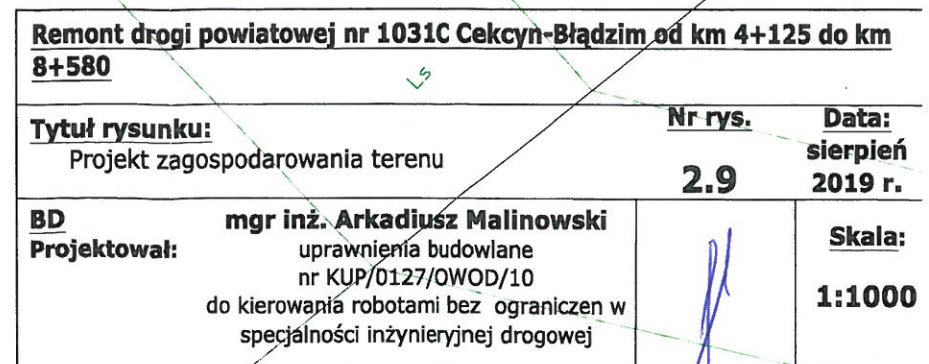 Remont drogi powiatowej nr 1031C Cekcyn-Błądzim od km 4+125 do km
8+580
Ls
Tytuł rysunku:
Projekt zagospodarowania terenu
Nr rys.
2.9
Data:
sierpień
2019 r.
BD
Projektował:
mgr inż. Arkadiusz Malinowski
uprawnienia budowlane
nr KUP/0127/OWOD/10
do kierowania robotami bez ograniczen w
specjalności inżynieryjnej drogowej
Skala:
1:1000